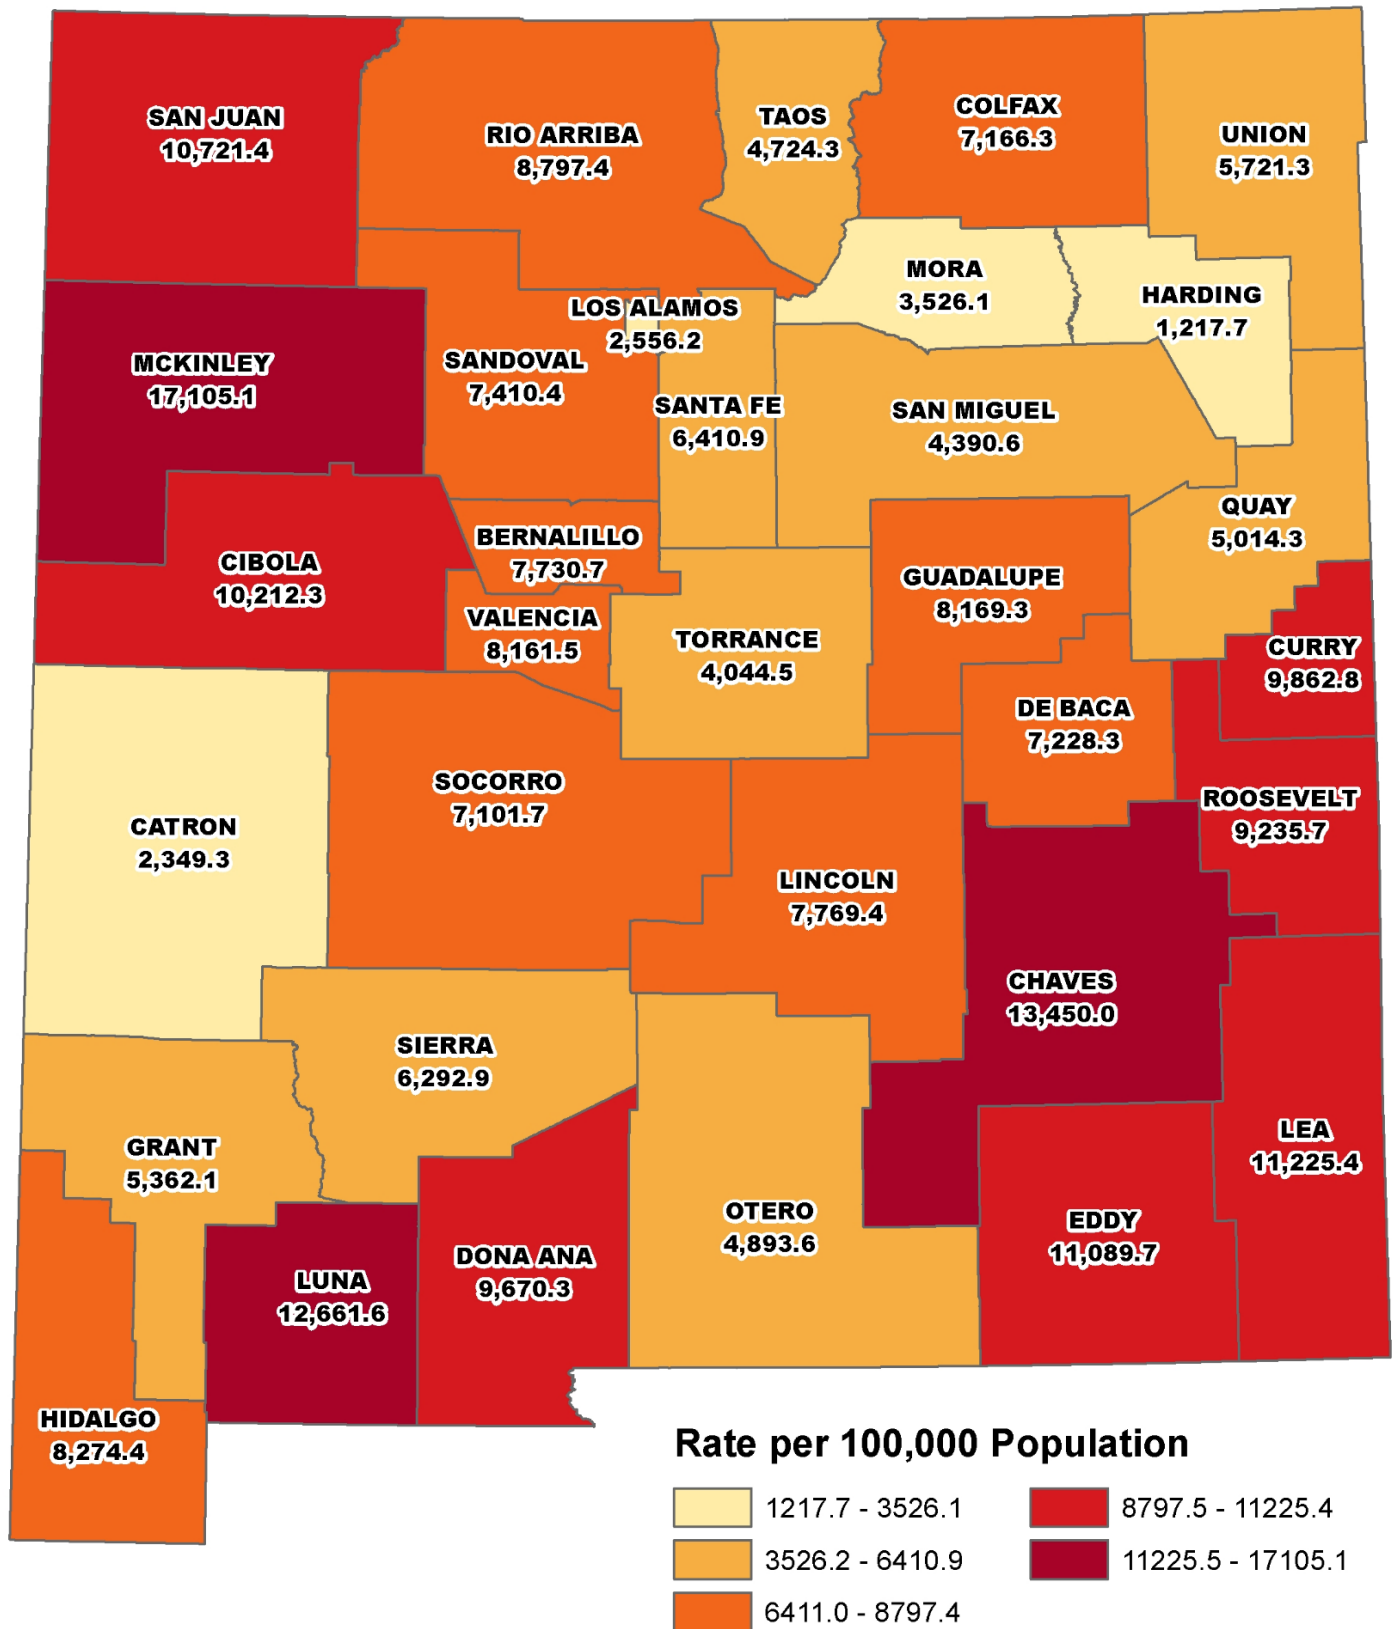 SAN JUAN
10,721.4
RIO ARRIBA
8,797.4
TAOS
4,724.3
COLFAX
7,166.3
UNION
5,721.3
MORA
3,526.1
HARDING
1,217.7
LOS ALAMOS
2,556.2
MCKINLEY
17,105.1
SANDOVAL
7,410.4
SANTA FE
6,410.9
SAN MIGUEL
4,390.6
QUAY
5,014.3
CIBOLA
10,212.3
BERNALILLO
7,730.7
GUADALUPE
8,169.3
VALENCIA
8,161.5
TORRANCE
4,044.5
CURRY
9,862.8
DE BACA
7,228.3
SOCORRO
7,101.7
ROOSEVELT
9,235.7
CATRON
2,349.3
LINCOLN
7,769.4
CHAVES
13,450.0
SIERRA
6,292.9
GRANT
5,362.1
LEA
11,225.4
OTERO
4,893.6
EDDY
11,089.7
DONA ANA
9,670.3
LUNA
12,661.6
HIDALGO
8,274.4
Rate per 100,000 Population
1217.7 - 3526.1
3526.2 - 6410.9
6411.0 - 8797.4
8797.5 - 11225.4
11225.5 - 17105.1